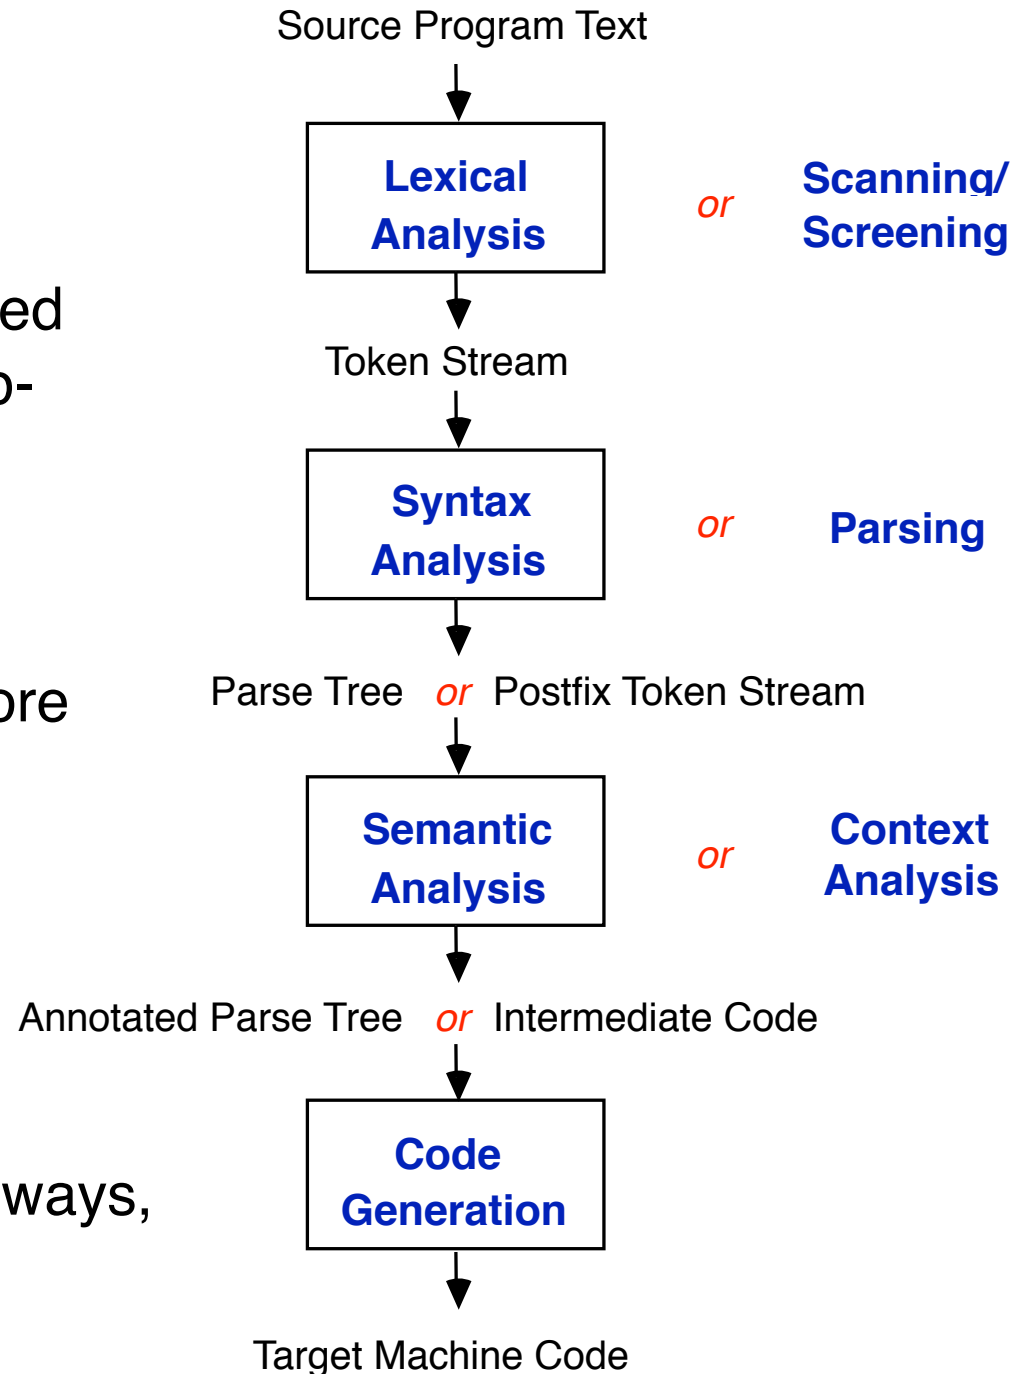 Source Program Text
Lexical
Analysis
or
Scanning/
Screening
ed
Token Stream
o-
Syntax
Analysis
or
Parsing
ore
Parse Tree or Postfix Token Stream
Semantic
Analysis
or
Context
Analysis
Annotated Parse Tree or Intermediate Code
Code
Generation
ways,
Target Machine Code